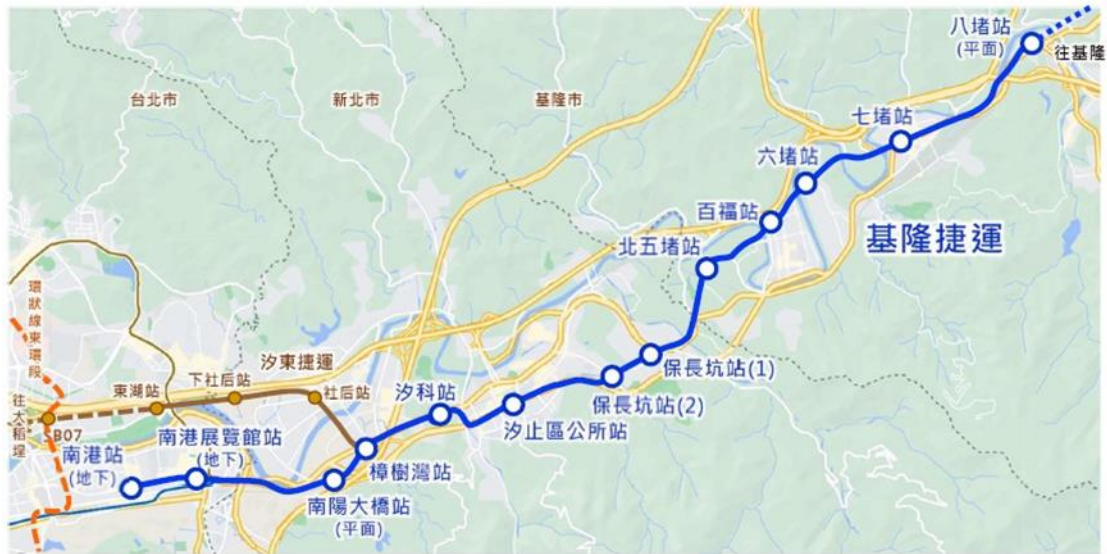 八堵站
(平面)
往基隆
台北市
新北市
基隆市
七堵站
六堵站
百福站
基隆捷運
北五堵站
環狀線東環段
汐東捷運
保長坑站(1)
下社后站
東湖站
社后站
汐科站
保長坑站(2)
往大稻埕
B07
汐止區公所站
南港展覽館站
(地下)
南港站
(地下)
樟樹灣站
南陽大橋站
(平面)